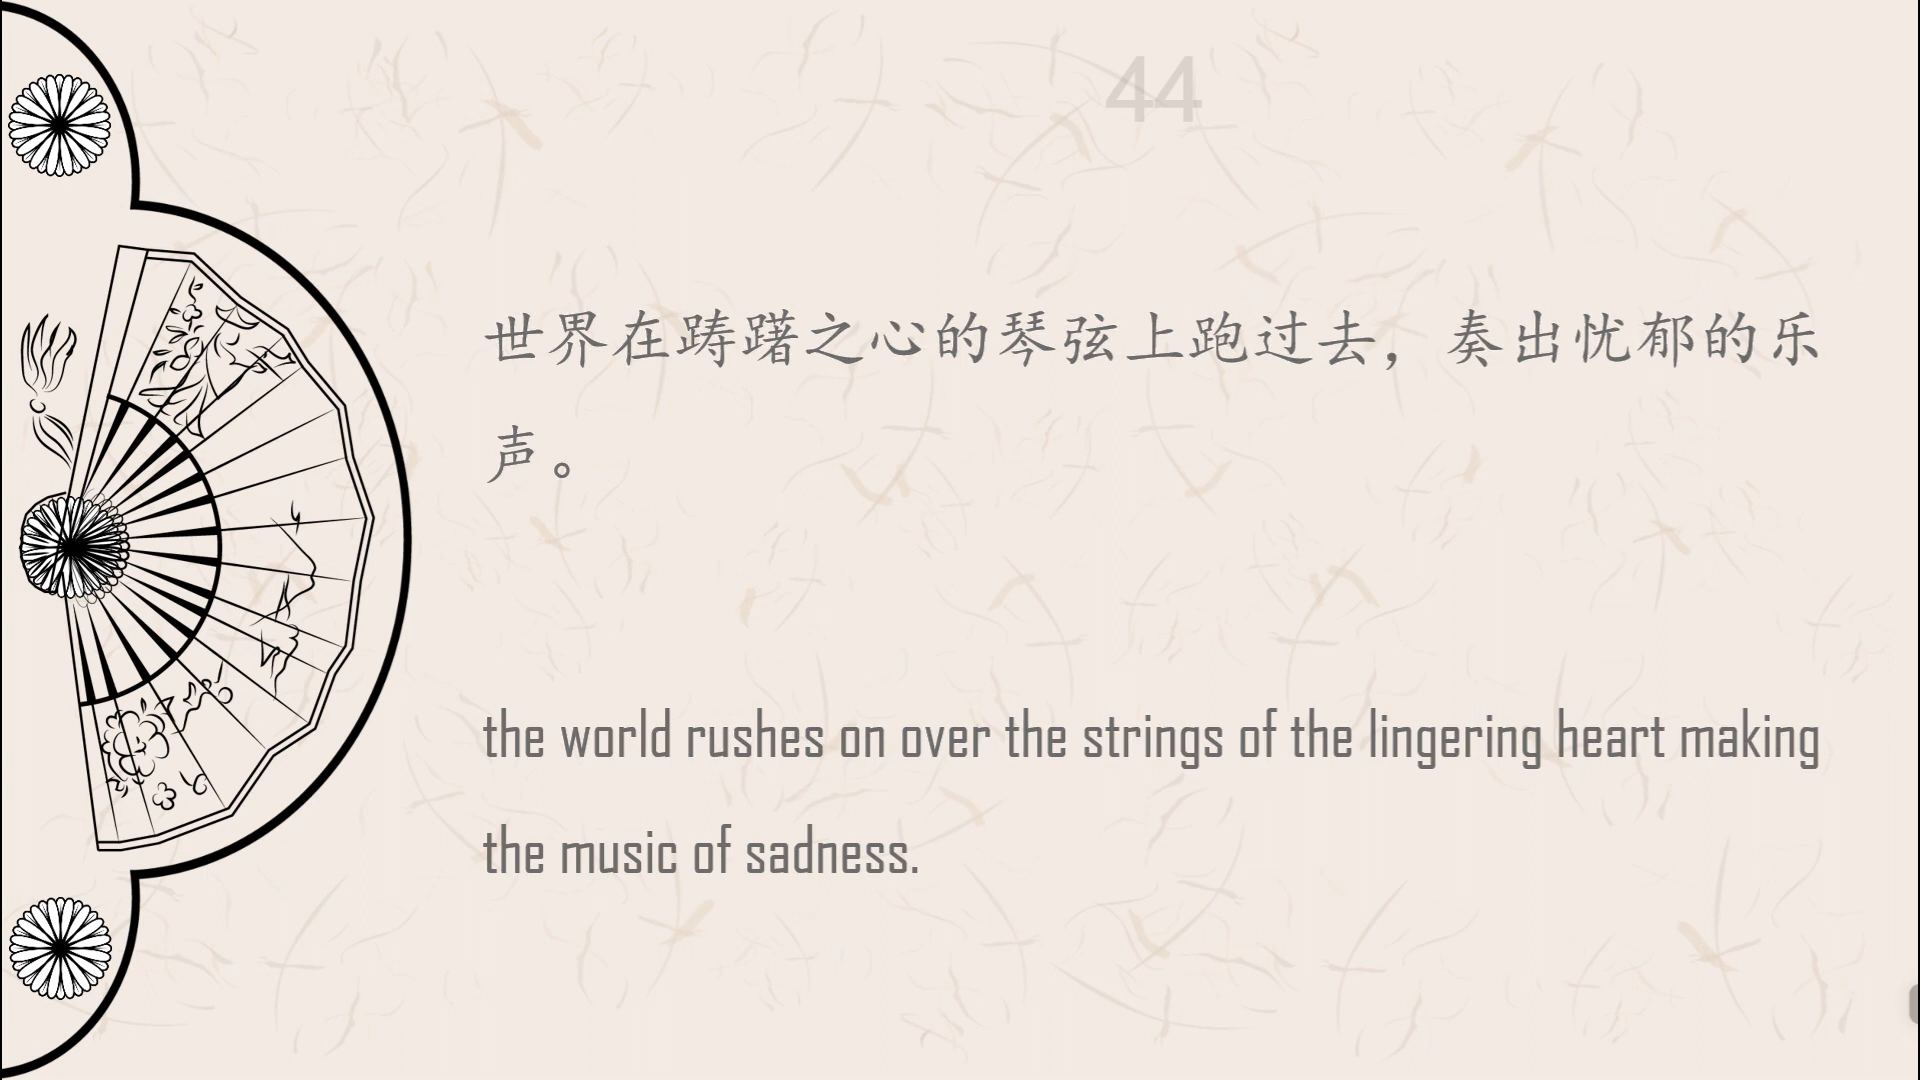 44
世界在踌躇之心的琴弦上跑过去，奏出忧郁的乐
声。
the world rushes on over the strings of the lingering heart making
the music of sadness.